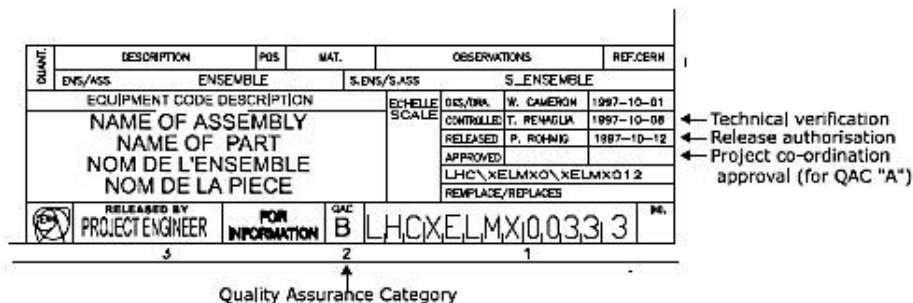 QUANT. DESCRIPTION POS MAT. OBSERVATIONS REF.CERN
ENS/ASS ENSEMBLE S.ENS/S.ASS S_ENSEMBLE
EQUIPMENT CODE DESCRIPTION
NAME OF ASSEMBLY
NAME OF PART
NOM DE L'ENSEMBLE
NOM DE LA PIECE
ECHELLE
SCALE
DES/DRA. W. CAMERON 1997-10-01
CONTROLLED T. RENAGLIA 1997-10-08
RELEASED P. ROHMIG 1997-10-12
APPROVED
LHC\XELMX0\XELMX012
REMPLACE/REPLACES
Technical verification
Release authorisation
Project co-ordination
approval (for QAC "A")
RELEASED BY
PROJECT ENGINEER
FOR
INFORMATION
QAC
B
LHCXELMX0033 3
3 2 1
Quality Assurance Category